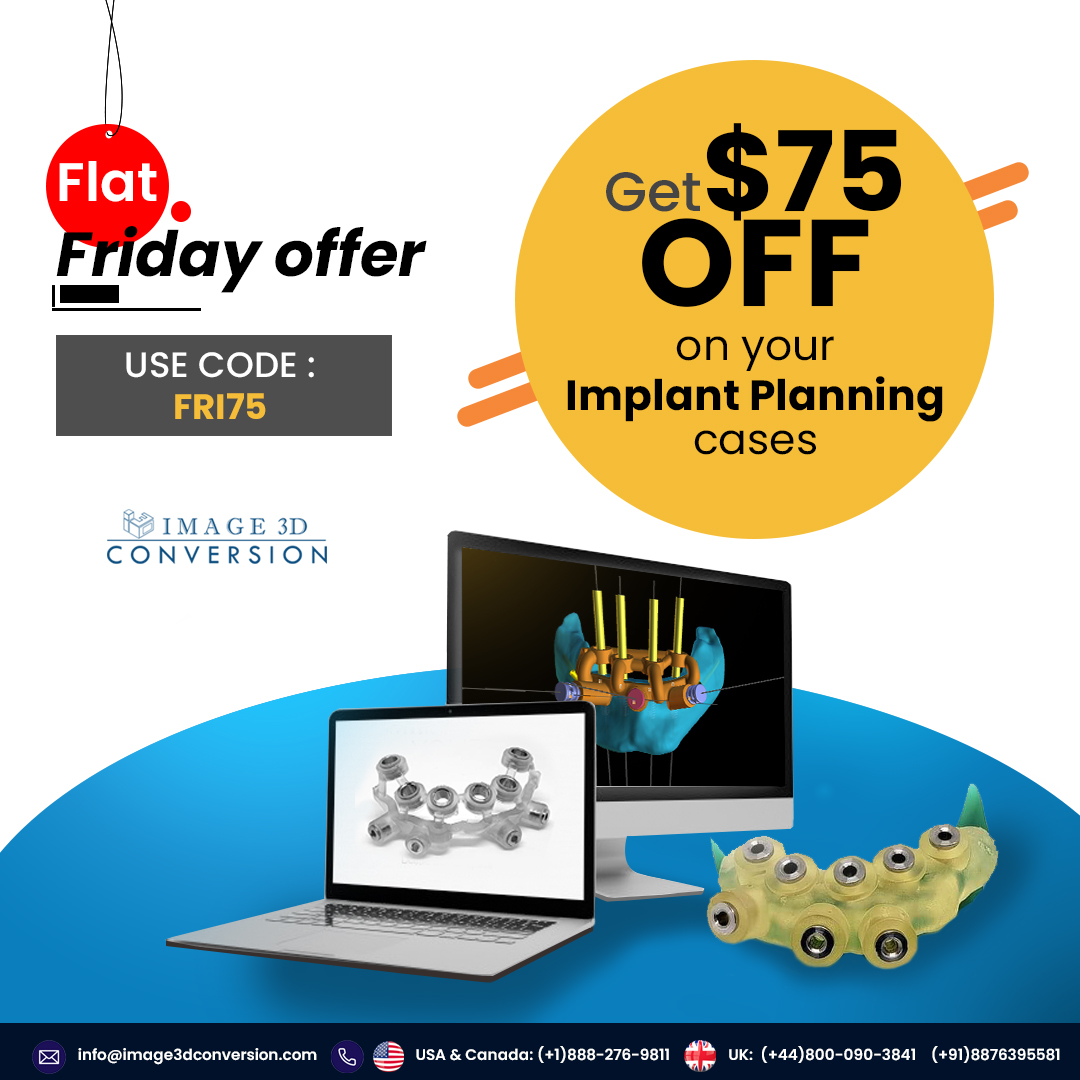 Flat
Friday offer
USE CODE :
FRI75
Get $75
OFF
on your
Implant Planning
cases
IMAGE 3D
CONVERSION
info@image3dconversion.com
USA & Canada: (+1)888-276-9811
UK: (+44)800-090-3841
(+91)8876395581